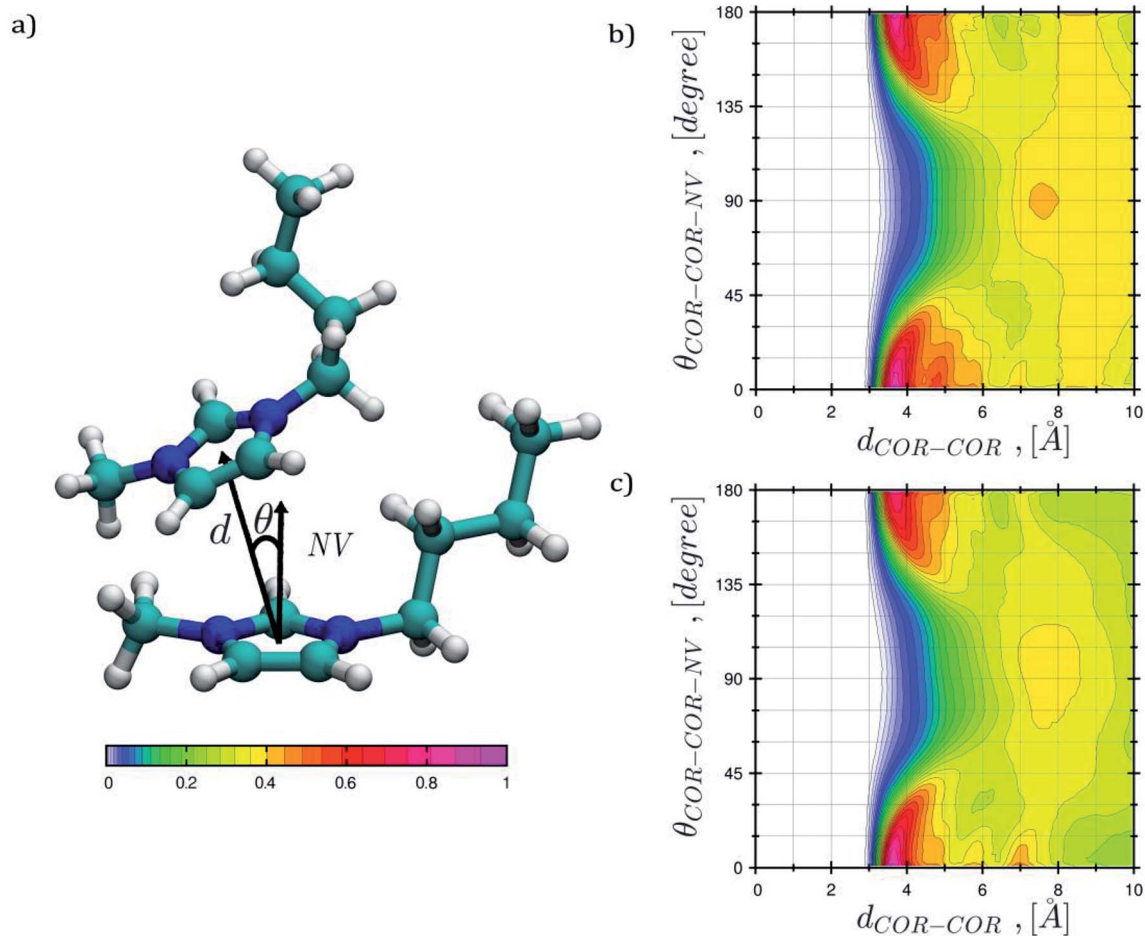 a)
d
θ
NV
0 0.2 0.4 0.6 0.8 1
b)
θCOR−COR−NV , [degree]
180
135
90
45
0
0 2 4 6 8 10
dCOR−COR , [Å]
c)
θCOR−COR−NV , [degree]
180
135
90
45
0
0 2 4 6 8 10
dCOR−COR , [Å]